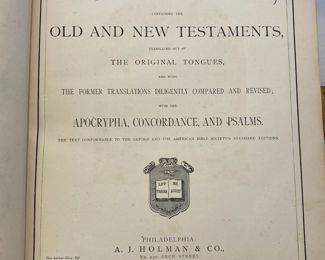 CONTAINING THE
OLD AND NEW TESTAMENTS,
TRANSLATED OUT OF
THE ORIGINAL TONGUES,
AND WITH
THE FORMER TRANSLATIONS DILIGENTLY COMPARED AND REVISED;
WITH THE
APOCRYPHA, CONCORDANCE, AND PSALMS.
THE TEXT CONFORMABLE TO THE OXFORD AND THE AMERICAN BIBLE SOCIETY'S STANDARD EDITIONS.
LET THERE
BE LIGHT
PHILADELPHIA:
A. J. HOLMAN & CO.,
No. 930 ARCH STREET.